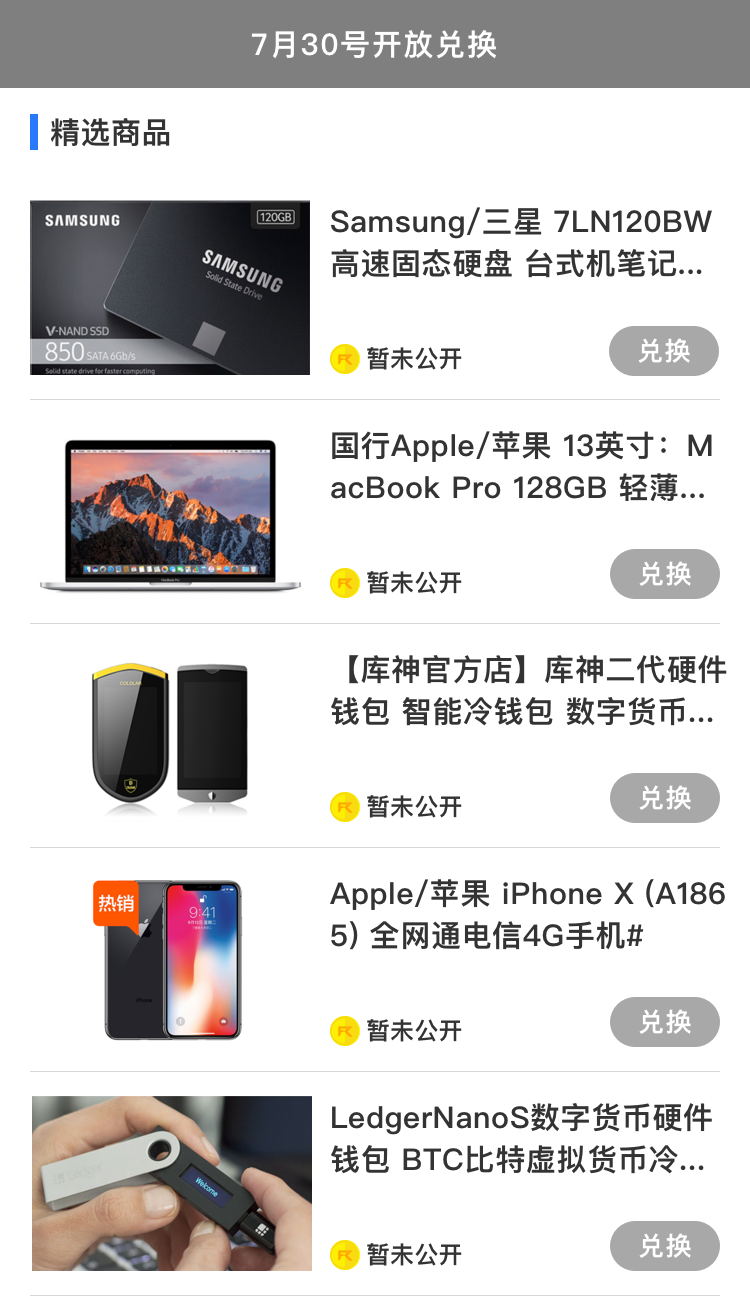 7月30号开放兑换
精选商品
SAMSUNG
120GB
SAMSUNG
Solid State Drive
V-NAND SSD
850 SATA 6Gb/s
Solid state drive for faster computing
Samsung/三星 7LN120BW
高速固态硬盘 台式机笔记...
暂未公开
兑换
国行Apple/苹果 13英寸：M
acBook Pro 128GB 轻薄...
暂未公开
兑换
COLDLAR
【库神官方店】库神二代硬件
钱包 智能冷钱包 数字货币...
暂未公开
兑换
热销
9:41
iPhone
Apple/苹果 iPhone X (A186
5) 全网通电信4G手机#
暂未公开
兑换
Welcome
LedgerNanoS数字货币硬件
钱包 BTC比特虚拟货币冷...
暂未公开
兑换